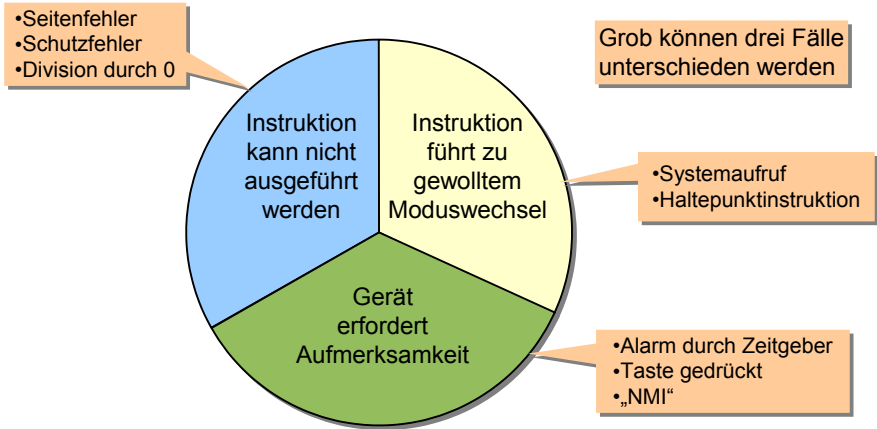 •Seitenfehler
•Schutzfehler
•Division durch 0
Grob können drei Fälle
unterschieden werden
Instruktion
kann nicht
ausgeführt
werden
Instruktion
führt zu
gewolltem
Moduswechsel
•Systemaufruf
•Haltepunktinstruktion
Gerät
erfordert
Aufmerksamkeit
•Alarm durch Zeitgeber
•Taste gedrückt
•„NMI“